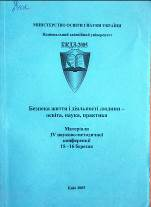 МІНІСТЕРСТВО ОСВІТИ І НАУКИ УКРАЇНИ
Національний авіаційний університет
Безпека життя і діяльності людини –
освіта, наука, практика
Матеріали
IV науково-методичної
конференції
15 - 16 березня
Київ 2005